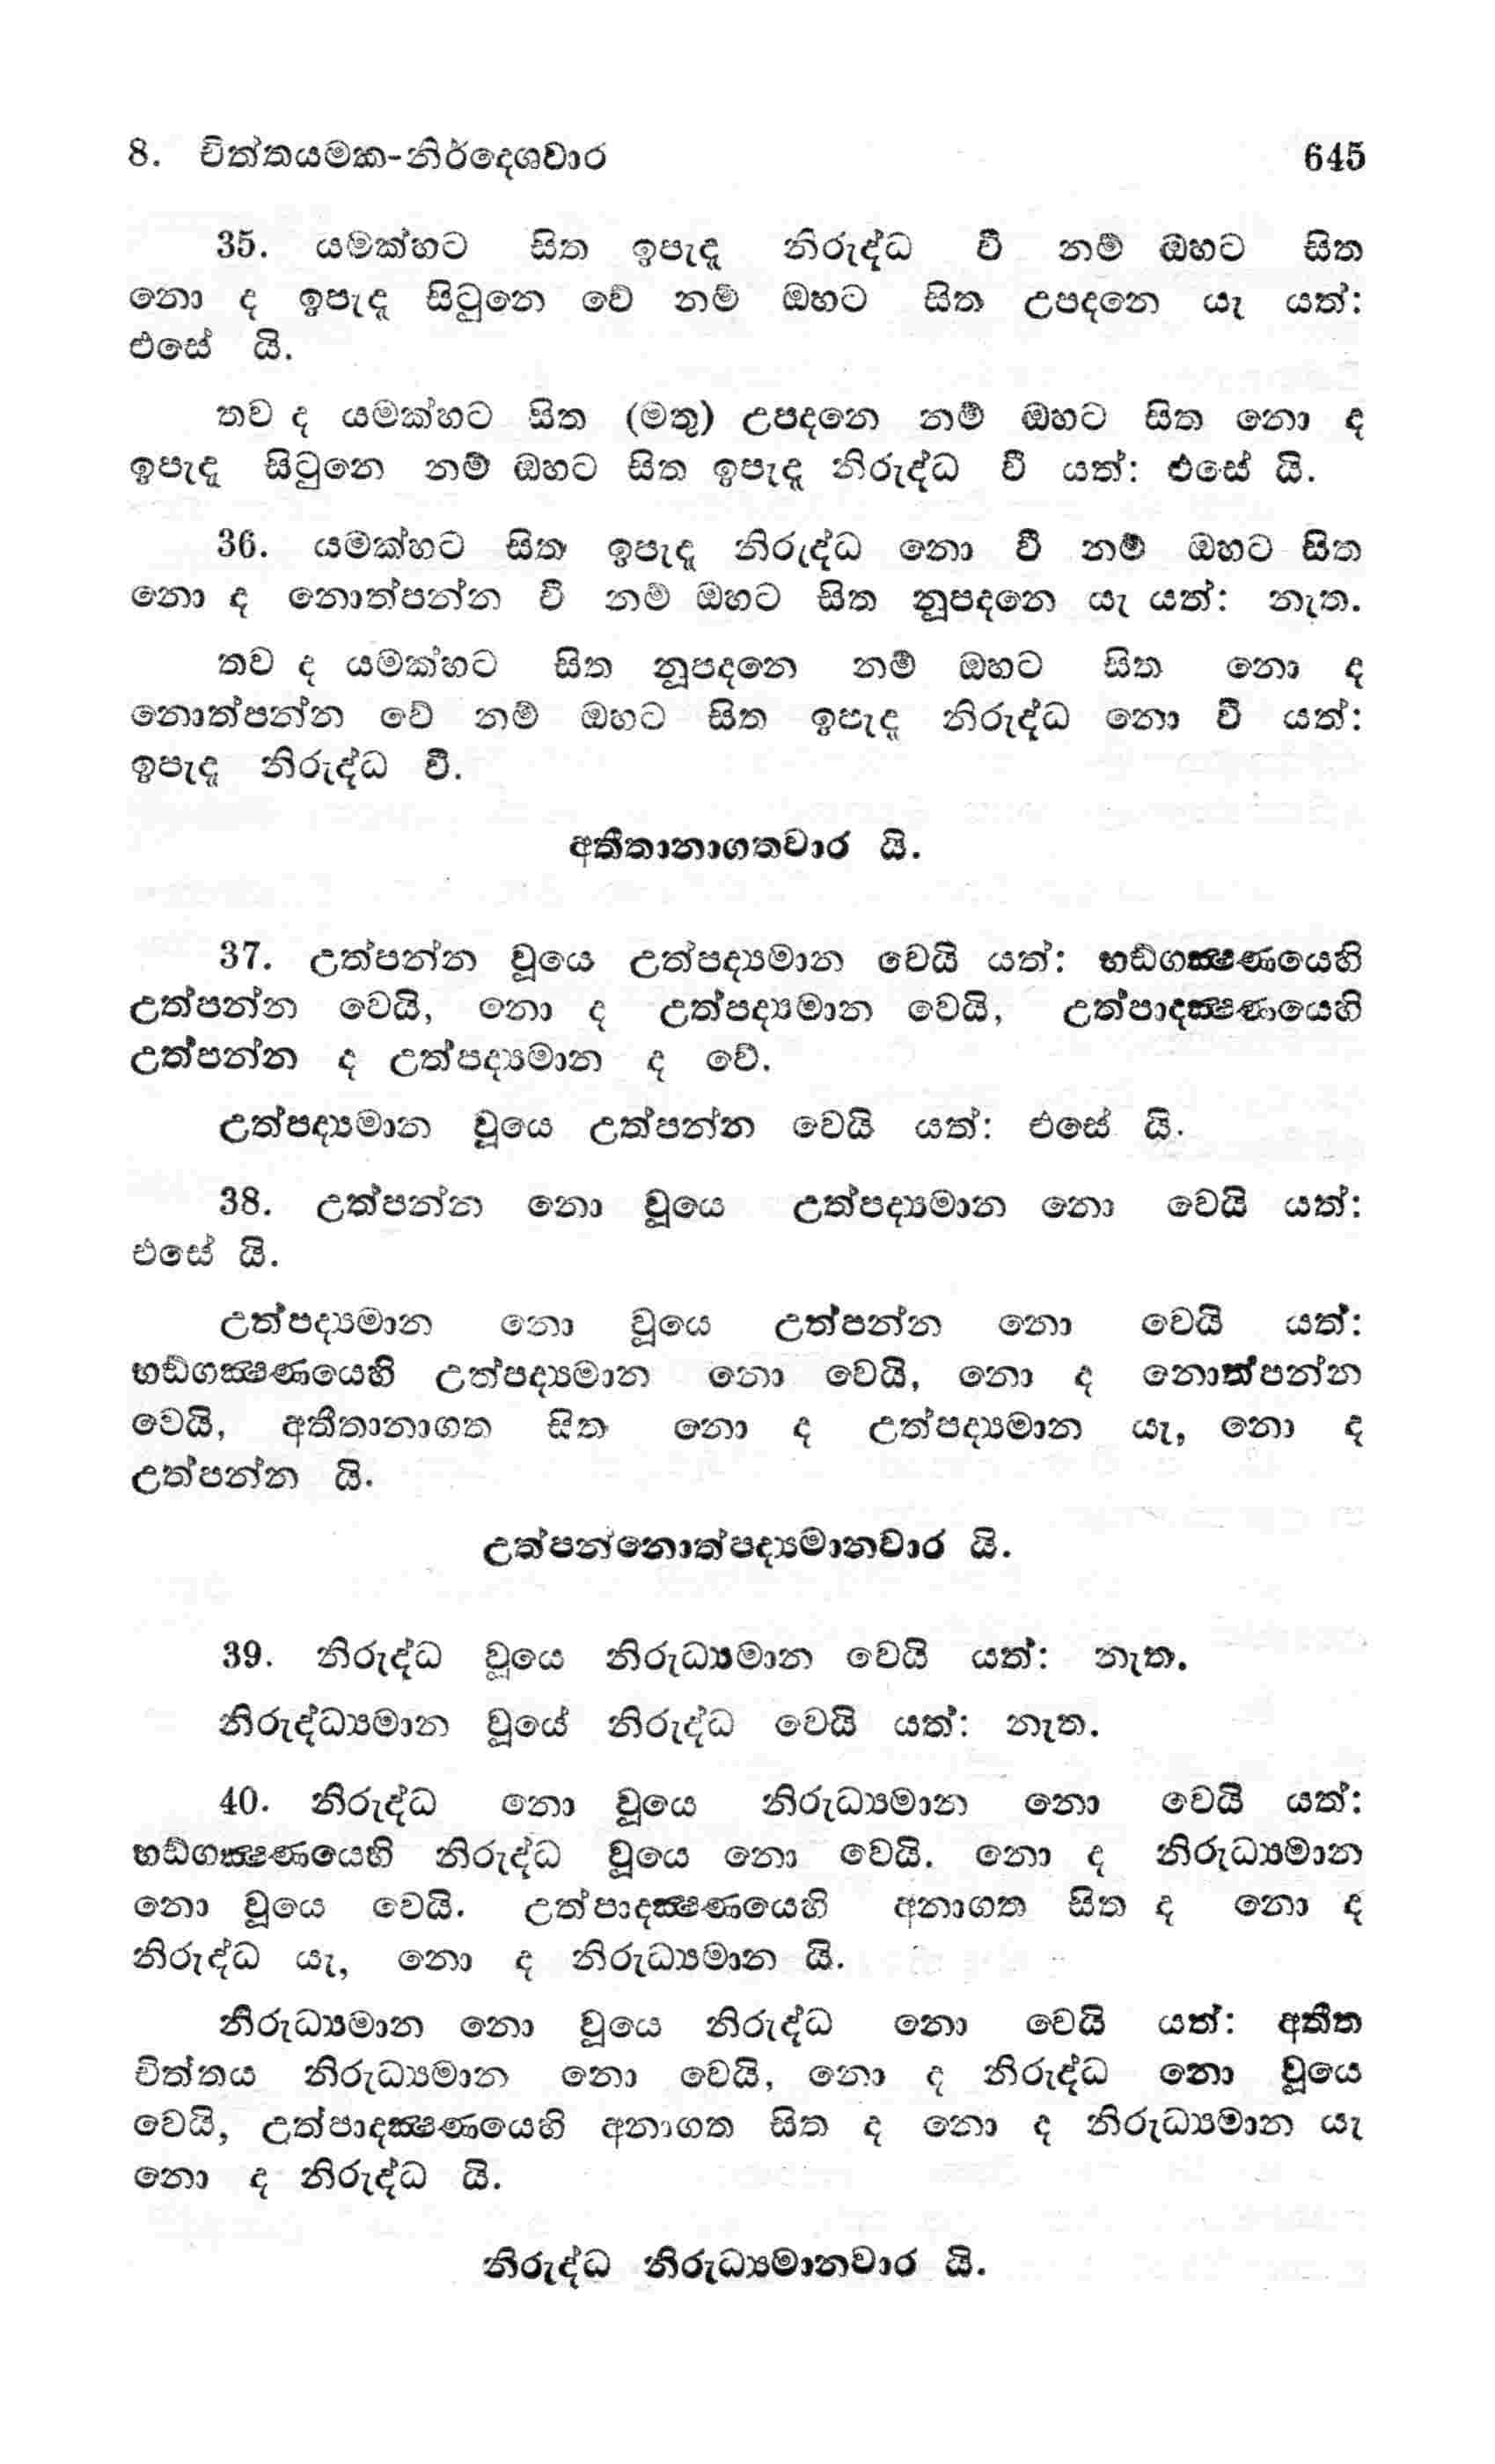 8. චිත්තයමක-නිර්දෙශවාර 645
35. යමක්හට සිත ඉපැදූ නිරුද්ධ වී නම් ඔහට සිත
නො ද ඉපැදූ සිටුනෙ වේ නම් ඔහට සිත උපදනෙ යැ යත්:
එසේ යි.
තව ද යමක්හට සිත (මතු) උපදනෙ නම් ඔහට සිත නො ද
ඉපැදූ සිටුනෙ නම් ඔහට සිත ඉපැදූ නිරුද්ධ වී යත්: එසේ යි.
36. යමක්හට සිත ඉපැදූ නිරුද්ධ නො වී නම් ඔහට සිත
නො ද නොත්පන්න වී නම් ඔහට සිත නූපදනෙ යැ යත්: නැත.
තව ද යමක්හට සිත නූපදනෙ නම් ඔහට සිත නො ද
නොත්පන්න වේ නම් ඔහට සිත ඉපැදූ නිරුද්ධ නො වී යත්:
ඉපැදූ නිරුද්ධ වී.
අතීතානාගතවාර යි.
37. උත්පන්න වූයෙ උත්පද්‍යමාන වෙයි යත්: භඞ්ගක්‍ෂණයෙහි
උත්පන්න වෙයි, නො ද උත්පද්‍යමාන වෙයි, උත්පාදක්‍ෂණයෙහි
උත්පන්න ද උත්පද්‍යමාන ද වේ.
උත්පද්‍යමාන වූයෙ උත්පන්න වෙයි යත්: එසේ යි.
38. උත්පන්න නො වූයෙ උත්පද්‍යමාන නො වෙයි යත්:
එසේ යි.
උත්පද්‍යමාන නො වූයෙ උත්පන්න නො වෙයි යත්:
භඞ්ගක්‍ෂණයෙහි උත්පද්‍යමාන නො වෙයි, නො ද නොත්පන්න
වෙයි, අතීතානාගත සිත නො ද උත්පද්‍යමාන යැ, නො ද
උත්පන්න යි.
උත්පන්නොත්පද්‍යමානවාර යි.
39. නිරුද්ධ වූයෙ නිරුධ්‍යමාන වෙයි යත්: නැත.
නිරුද්ධ්‍යමාන වූයේ නිරුද්ධ වෙයි යත්: නැත.
40. නිරුද්ධ නො වූයෙ නිරුධ්‍යමාන නො වෙයි යත්:
භඞ්ගක්‍ෂණයෙහි නිරුද්ධ වූයෙ නො වෙයි. නො ද නිරුධ්‍යමාන
නො වූයෙ වෙයි. උත්පාදක්‍ෂණයෙහි අනාගත සිත ද නො ද
නිරුද්ධ යැ, නො ද නිරුධ්‍යමාන යි.
නිරුධ්‍යමාන නො වූයෙ නිරුද්ධ නො වෙයි යත්: අතීත
චිත්තය නිරුධ්‍යමාන නො වෙයි, නො ද නිරුද්ධ නො වූයෙ
වෙයි, උත්පාදක්‍ෂණයෙහි අනාගත සිත ද නො ද නිරුධ්‍යමාන යැ
නො ද නිරුද්ධ යි.
නිරුද්ධ නිරුධ්‍යමානවාර යි.